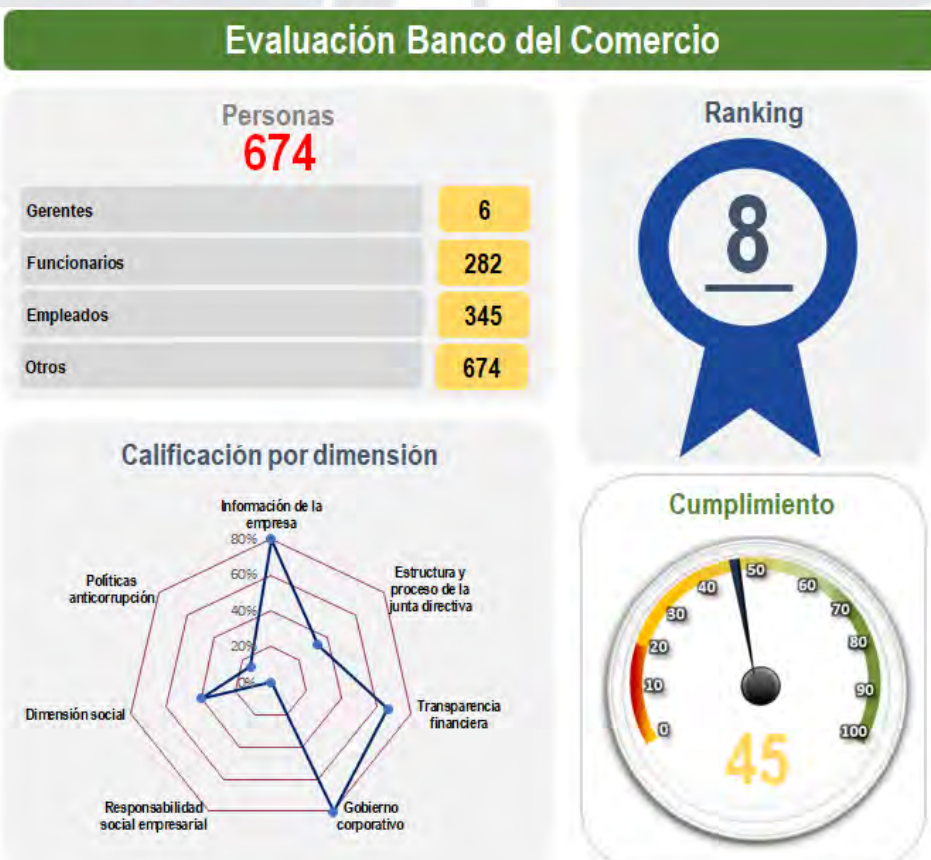 Evaluación Banco del Comercio
Personas
674
Gerentes 6
Funcionarios 282
Empleados 345
Otros 674
Ranking
8
Calificación por dimensión
Información de la
empresa
80%
60%
40%
20%
0%
Estructura y
proceso de la
junta directiva
Transparencia
financiera
Gobierno
corporativo
Responsabilidad
social empresarial
Dimensión social
Políticas
anticorrupción
Cumplimiento
0
10
20
30
40
50
60
70
80
90
100
45